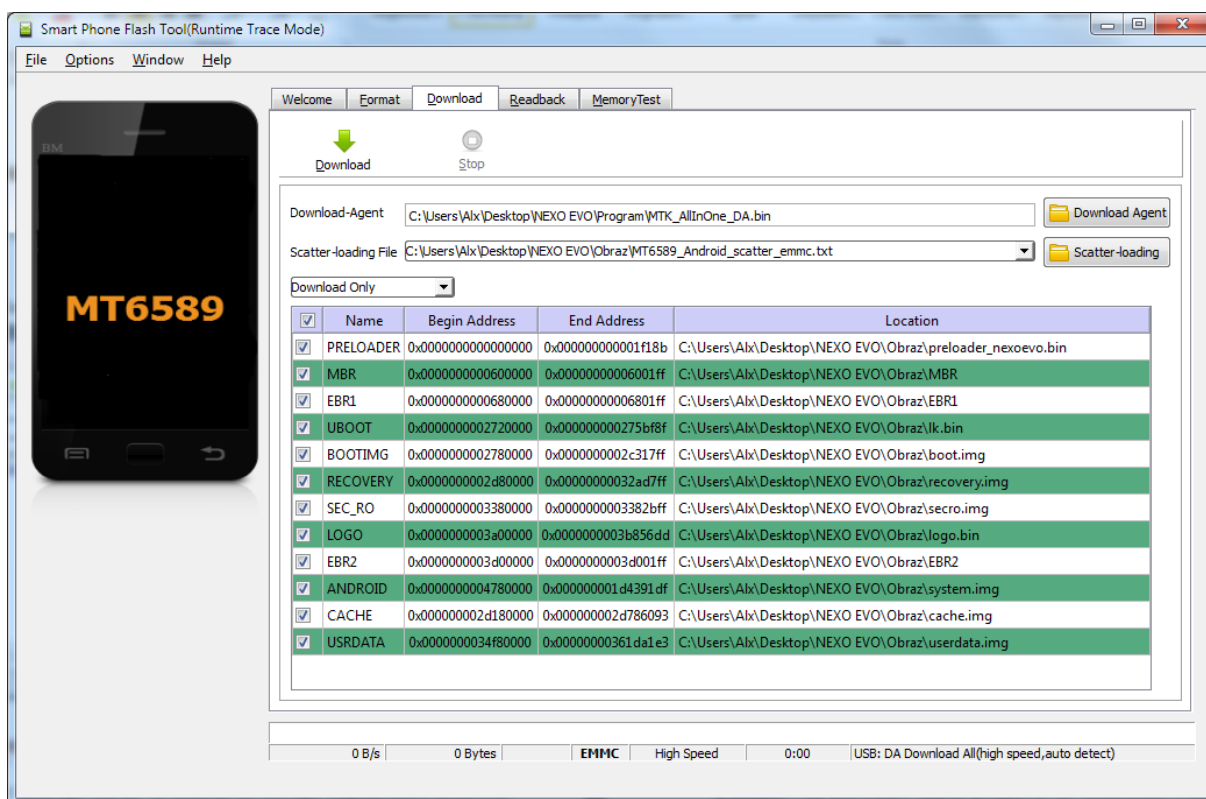 Smart Phone Flash Tool(Runtime Trace Mode)
File Options Window Help
Welcome Format Download Readback MemoryTest
BM
MT6589
Download Stop
Download-Agent C:\Users\Alx\Desktop\NEXO EVO\Program\MTK_AllInOne_DA.bin Download Agent
Scatter-loading File C:\Users\Alx\Desktop\NEXO EVO\Obraz\MT6589_Android_scatter_emmc.txt Scatter-loading
Download Only
Name Begin Address End Address Location
PRELOADER 0x0000000000000000 0x000000000001f18b C:\Users\Alx\Desktop\NEXO EVO\Obraz\preloader_nexoevo.bin
MBR 0x0000000000600000 0x00000000006001ff C:\Users\Alx\Desktop\NEXO EVO\Obraz\MBR
EBR1 0x0000000000680000 0x00000000006801ff C:\Users\Alx\Desktop\NEXO EVO\Obraz\EBR1
UBOOT 0x0000000002720000 0x000000000275bf8f C:\Users\Alx\Desktop\NEXO EVO\Obraz\lk.bin
BOOTIMG 0x0000000002780000 0x0000000002c317ff C:\Users\Alx\Desktop\NEXO EVO\Obraz\boot.img
RECOVERY 0x0000000002d80000 0x00000000032ad7ff C:\Users\Alx\Desktop\NEXO EVO\Obraz\recovery.img
SEC_RO 0x0000000003380000 0x0000000003382bff C:\Users\Alx\Desktop\NEXO EVO\Obraz\secro.img
LOGO 0x0000000003a00000 0x0000000003b856dd C:\Users\Alx\Desktop\NEXO EVO\Obraz\logo.bin
EBR2 0x0000000003d00000 0x0000000003d001ff C:\Users\Alx\Desktop\NEXO EVO\Obraz\EBR2
ANDROID 0x0000000004780000 0x000000001d4391df C:\Users\Alx\Desktop\NEXO EVO\Obraz\system.img
CACHE 0x000000002d180000 0x000000002d786093 C:\Users\Alx\Desktop\NEXO EVO\Obraz\cache.img
USRDATA 0x0000000034f80000 0x00000000361da1e3 C:\Users\Alx\Desktop\NEXO EVO\Obraz\userdata.img
0 B/s 0 Bytes EMMC High Speed 0:00 USB: DA Download All(high speed,auto detect)